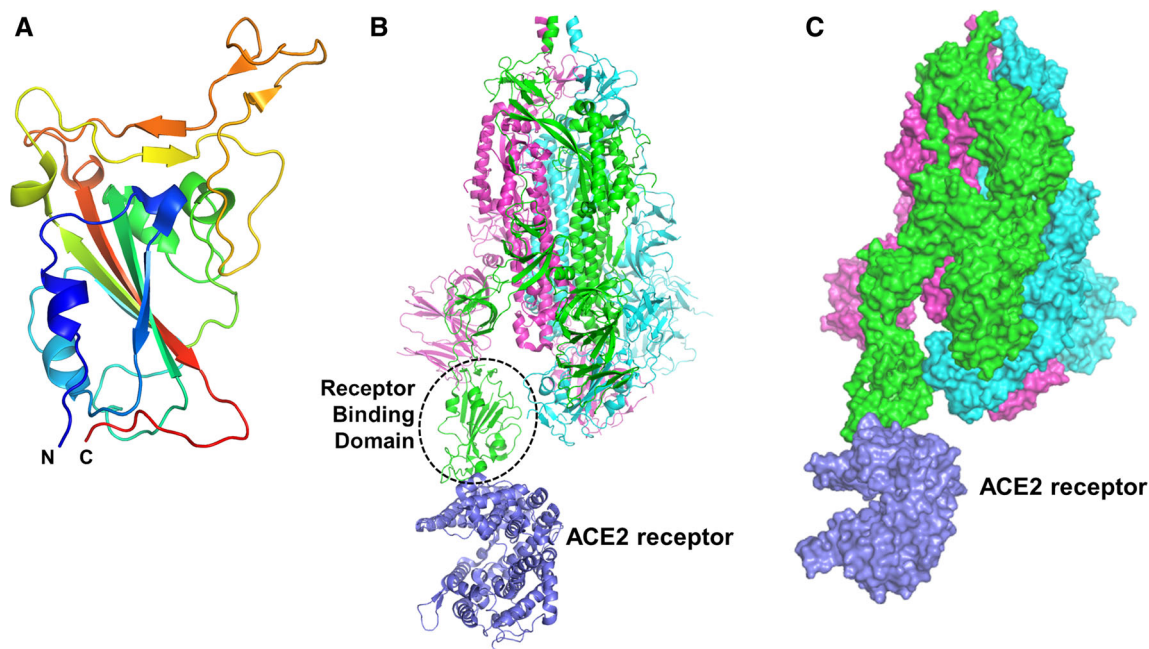 A
B
C
Receptor
Binding
Domain
N C
ACE2 receptor
ACE2 receptor